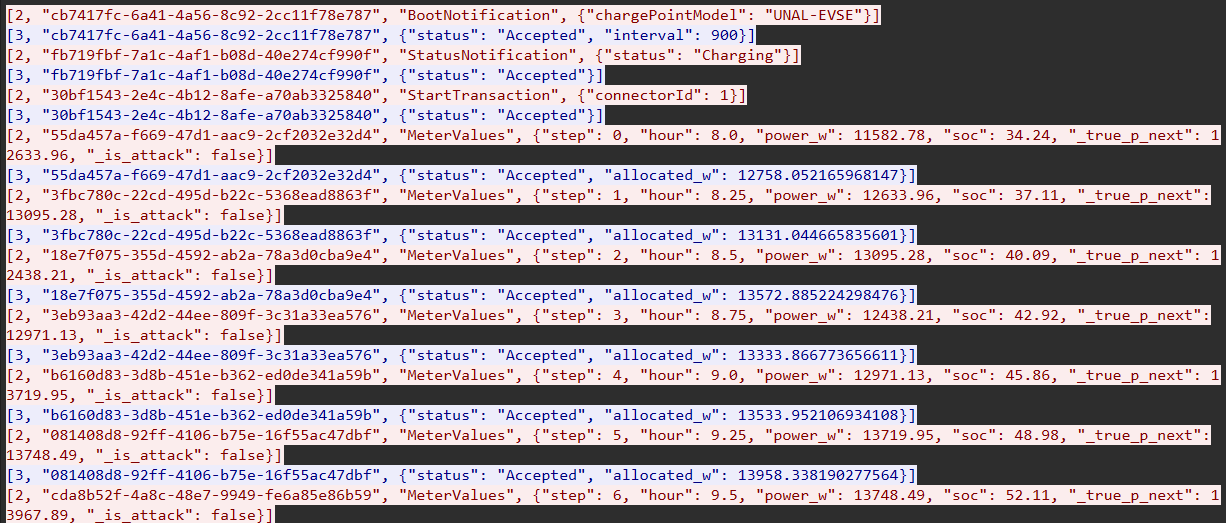 [2, "cb7417fc-6a41-4a56-8c92-2cc11f78e787", "BootNotification", {"chargePointModel": "UNAL-EVSE"}]
[3, "cb7417fc-6a41-4a56-8c92-2cc11f78e787", {"status": "Accepted", "interval": 900}]
[2, "fb719fbf-7a1c-4af1-b08d-40e274cf990f", "StatusNotification", {"status": "Charging"}]
[3, "fb719fbf-7a1c-4af1-b08d-40e274cf990f", {"status": "Accepted"}]
[2, "30bf1543-2e4c-4b12-8afe-a70ab3325840", "StartTransaction", {"connectorId": 1}]
[3, "30bf1543-2e4c-4b12-8afe-a70ab3325840", {"status": "Accepted"}]
[2, "55da457a-f669-47d1-aac9-2cf2032e32d4", "MeterValues", {"step": 0, "hour": 8.0, "power_w": 11582.78, "soc": 34.24, "_true_p_next": 1
2633.96, "_is_attack": false}]
[3, "55da457a-f669-47d1-aac9-2cf2032e32d4", {"status": "Accepted", "allocated_w": 12758.052165968147}]
[2, "3fbc780c-22cd-495d-b22c-5368ead8863f", "MeterValues", {"step": 1, "hour": 8.25, "power_w": 12633.96, "soc": 37.11, "_true_p_next":
13095.28, "_is_attack": false}]
[3, "3fbc780c-22cd-495d-b22c-5368ead8863f", {"status": "Accepted", "allocated_w": 13131.044665835601}]
[2, "18e7f075-355d-4592-ab2a-78a3d0cba9e4", "MeterValues", {"step": 2, "hour": 8.5, "power_w": 13095.28, "soc": 40.09, "_true_p_next": 1
2438.21, "_is_attack": false}]
[3, "18e7f075-355d-4592-ab2a-78a3d0cba9e4", {"status": "Accepted", "allocated_w": 13572.885224298476}]
[2, "3eb93aa3-42d2-44ee-809f-3c31a33ea576", "MeterValues", {"step": 3, "hour": 8.75, "power_w": 12438.21, "soc": 42.92, "_true_p_next":
12971.13, "_is_attack": false}]
[3, "3eb93aa3-42d2-44ee-809f-3c31a33ea576", {"status": "Accepted", "allocated_w": 13333.866773656611}]
[2, "b6160d83-3d8b-451e-b362-ed0de341a59b", "MeterValues", {"step": 4, "hour": 9.0, "power_w": 12971.13, "soc": 45.86, "_true_p_next": 1
3719.95, "_is_attack": false}]
[3, "b6160d83-3d8b-451e-b362-ed0de341a59b", {"status": "Accepted", "allocated_w": 13533.952106934108}]
[2, "081408d8-92ff-4106-b75e-16f55ac47dbf", "MeterValues", {"step": 5, "hour": 9.25, "power_w": 13719.95, "soc": 48.98, "_true_p_next":
13748.49, "_is_attack": false}]
[3, "081408d8-92ff-4106-b75e-16f55ac47dbf", {"status": "Accepted", "allocated_w": 13958.338190277564}]
[2, "cda8b52f-4a8c-48e7-9949-fe6a85e86b59", "MeterValues", {"step": 6, "hour": 9.5, "power_w": 13748.49, "soc": 52.11, "_true_p_next": 1
3967.89, "_is_attack": false}]